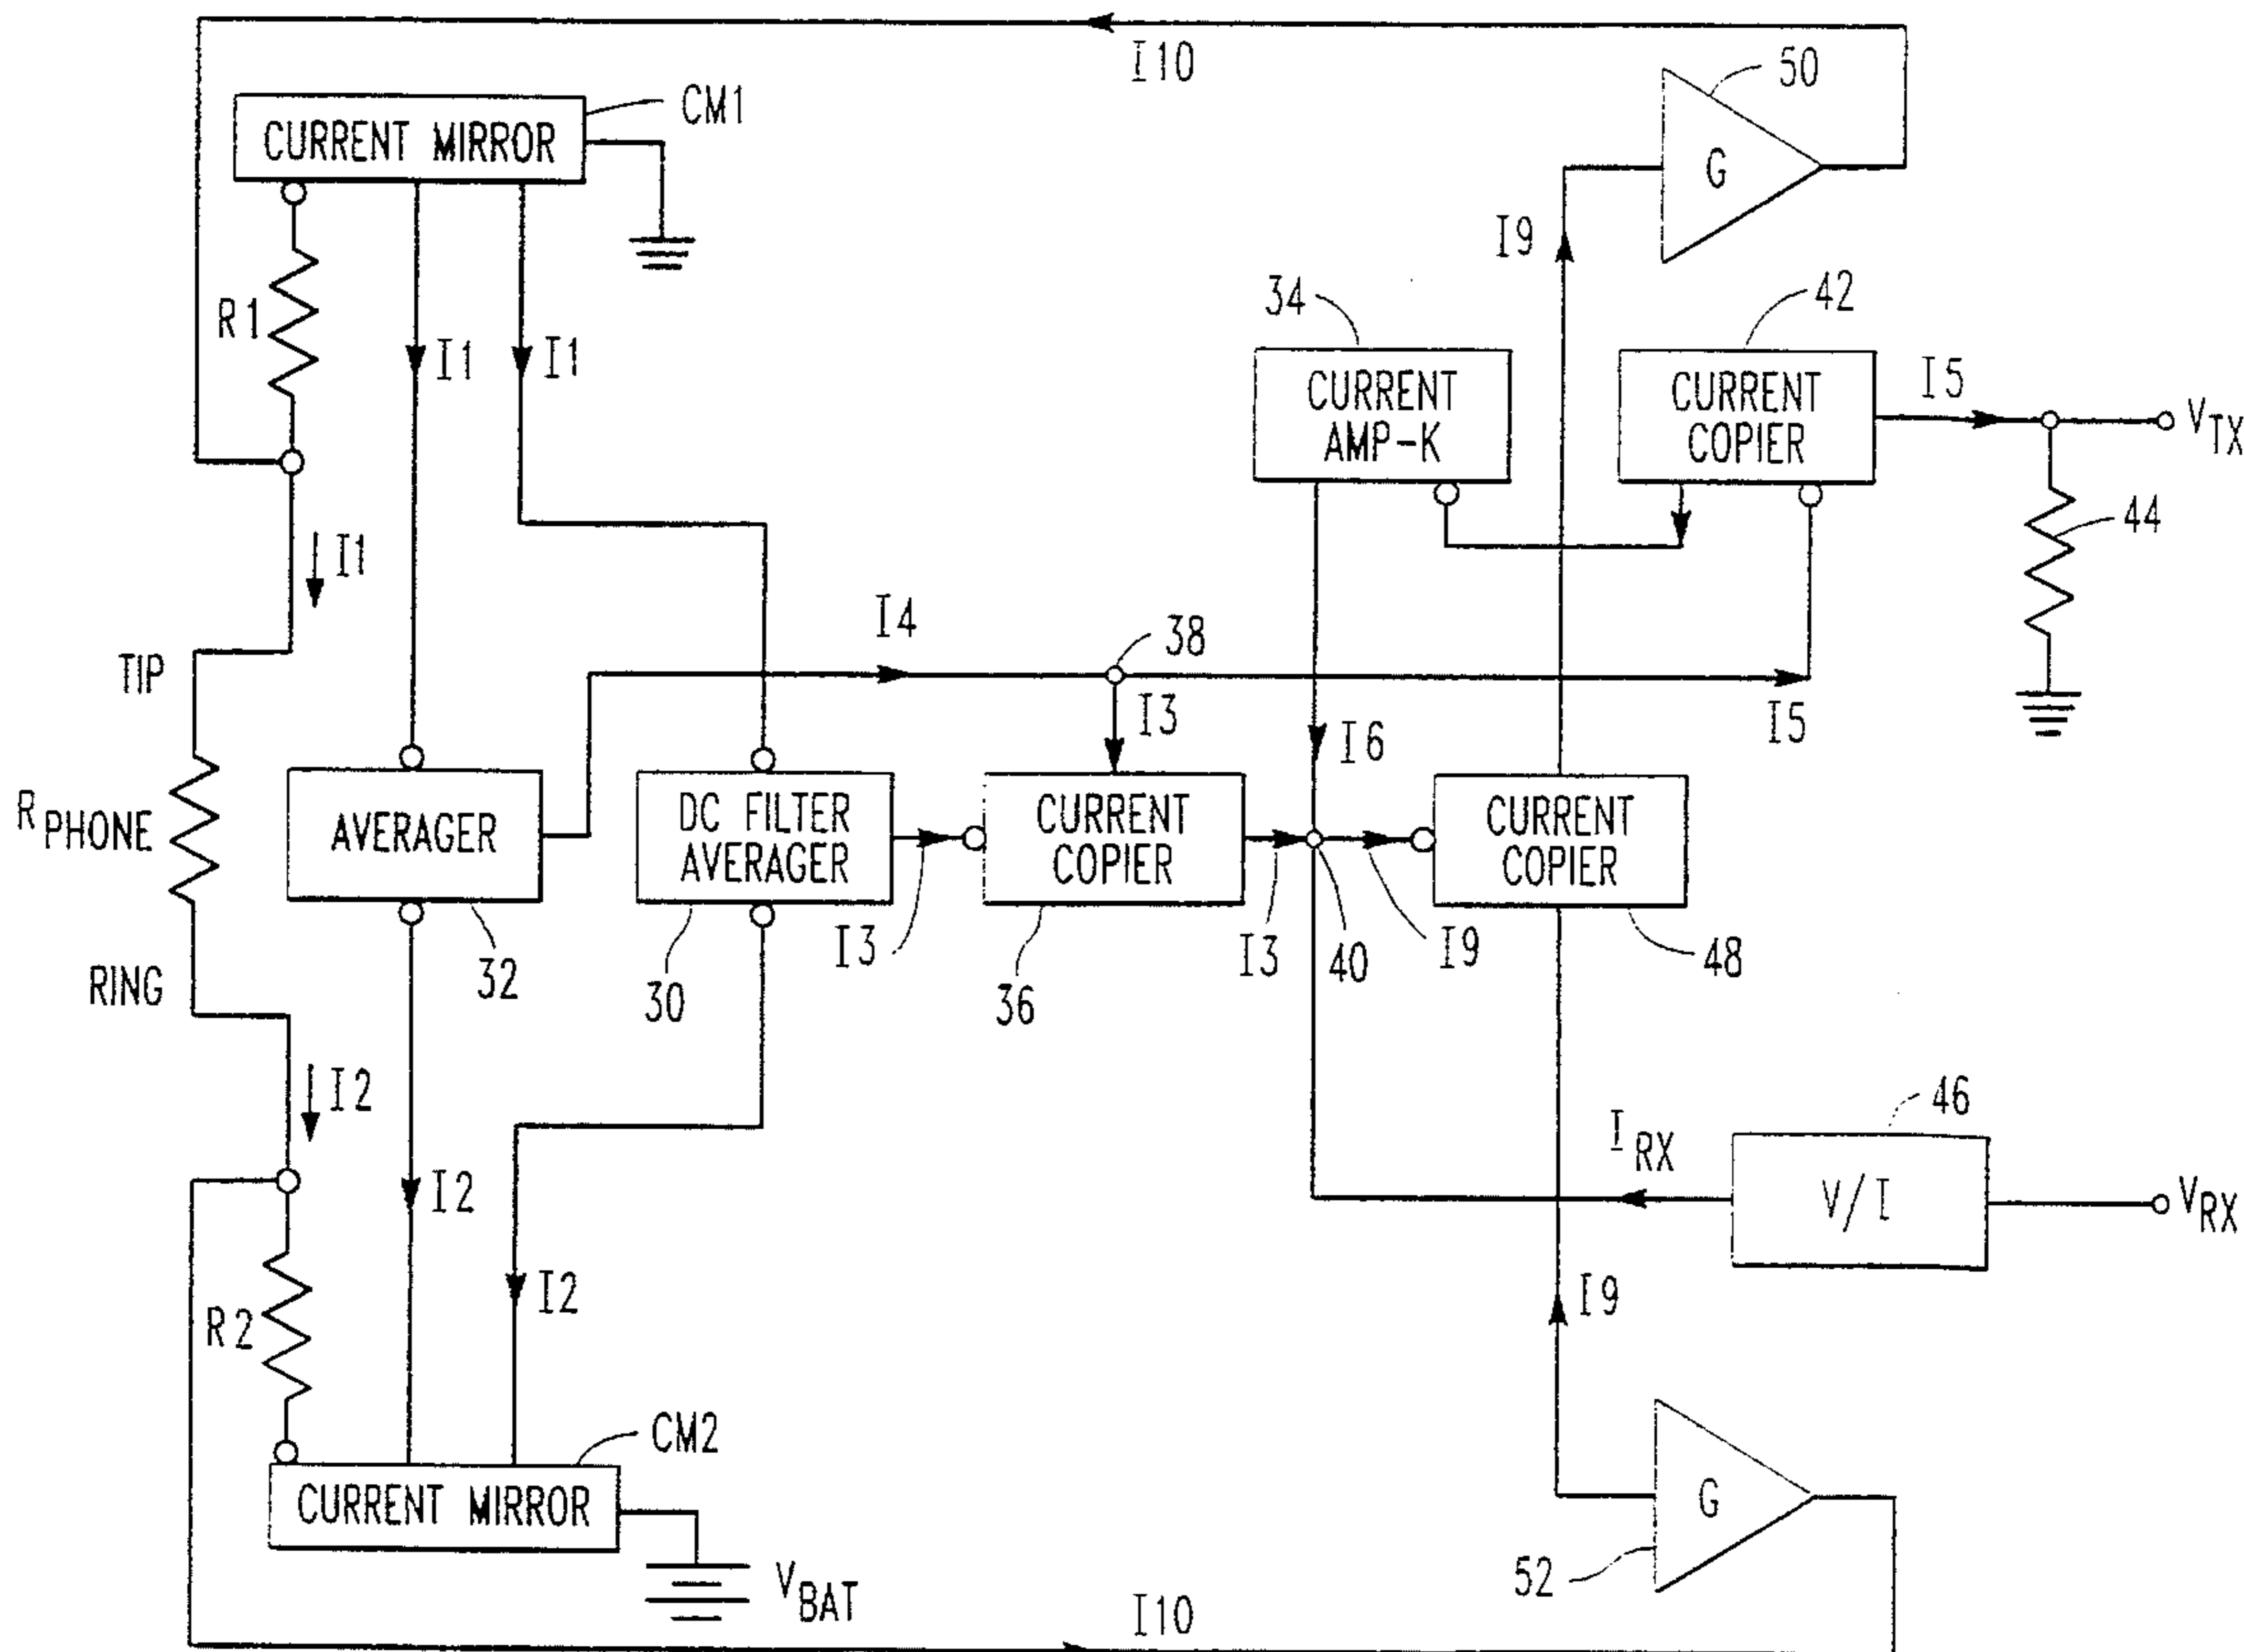 I10
50
CM1
CURRENT MIRROR
G
I9
R1
34
42
I1
I1
CURRENT
AMP-K
CURRENT
COPIER
I5
VTX
44
I1
I4
38
TIP
I3
I5
I6
RPHONE
AVERAGER
DC FILTER
AVERAGER
CURRENT
COPIER
CURRENT
COPIER
I3
I3
40
I9
48
32
30
36
RING
I2
46
IRX
V/I
VRX
I2
I2
I9
R2
CM2
CURRENT MIRROR
G
52
VBAT
I10